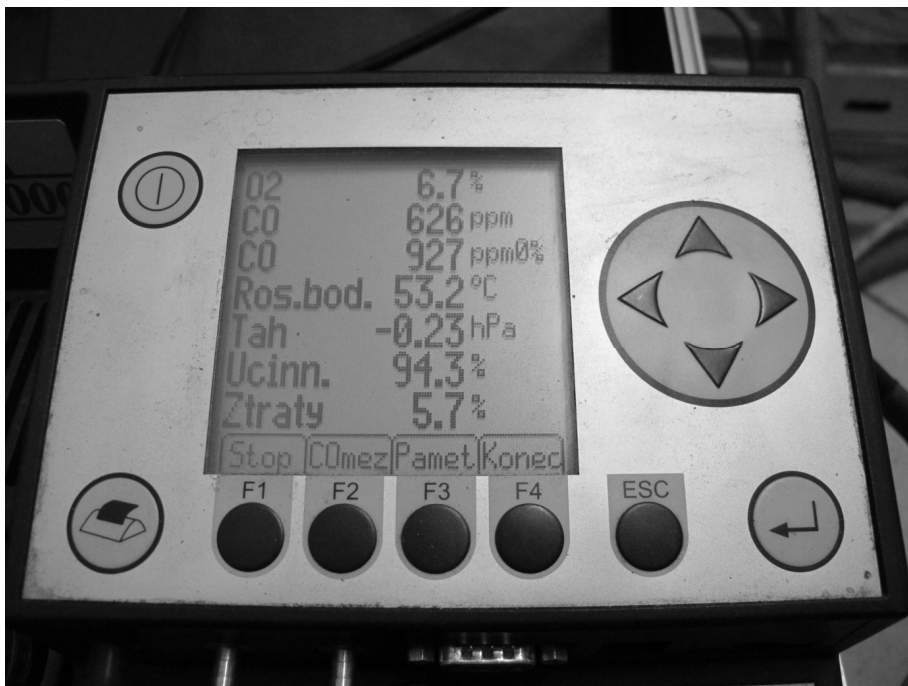 O2 6.7 %
CO 626 ppm
CO 927 ppm0%
Ros.bod. 53.2 °C
Tah -0.23 hPa
Ucinn. 94.3 %
Ztraty 5.7 %
Stop COmez Pamet Konec
F1 F2 F3 F4 ESC